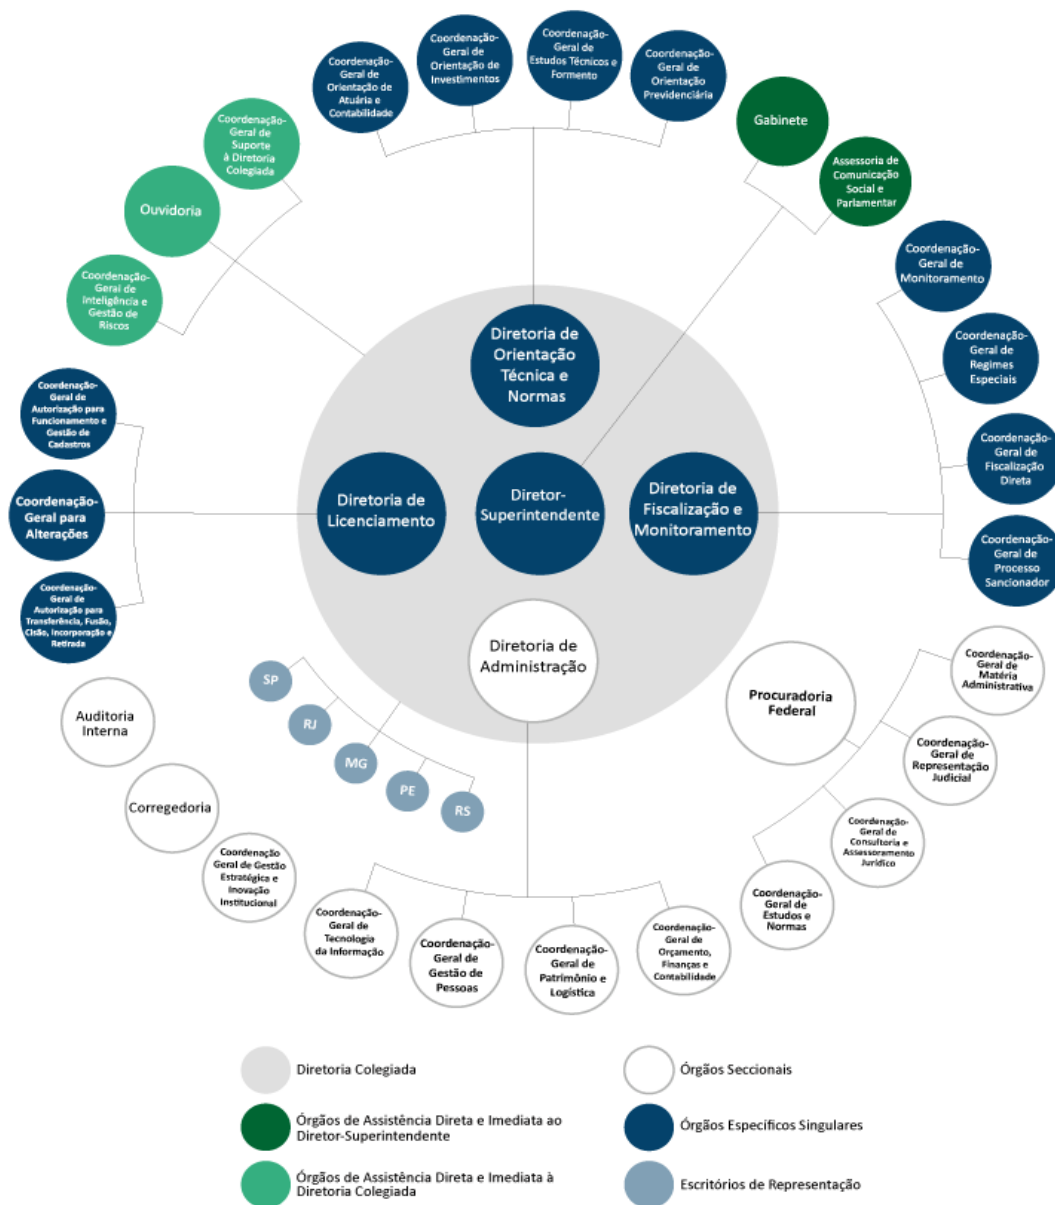 Coordenação-
Geral de
Orientação de
Atuária e
Contabilidade
Coordenação-
Geral de
Orientação de
Investimentos
Coordenação-
Geral de
Estudos Técnicos e
Formento
Coordenação-
Geral de
Orientação
Previdenciária
Gabinete
Assessoria de
Comunicação
Social e
Parlamentar
Coordenação-
Geral de
Suporte
à Diretoria
Colegiada
Ouvidoria
Coordenação-
Geral de
Inteligência e
Gestão de
Riscos
Coordenação-
Geral de
Monitoramento
Coordenação-
Geral de
Regimes
Especiais
Coordenação-
Geral de
Fiscalização
Direta
Coordenação-
Geral de
Processo
Sancionador
Diretoria de
Orientação
Técnica e
Normas
Coordenação-
Geral de
Autorização para
Funcionamento e
Gestão de
Cadastros
Coordenação-
Geral para
Alterações
Coordenação-
Geral de
Autorização para
Transferência, Fusão,
Cisão, Incorporação e
Retirada
Diretoria de
Licenciamento
Diretor-
Superintendente
Diretoria de
Fiscalização e
Monitoramento
Diretoria de
Administração
SP
RJ
MG
PE
RS
Auditoria
Interna
Corregedoria
Coordenação
Geral de Gestão
Estratégica e
Inovação
Institucional
Coordenação-
Geral de
Tecnologia
da Informação
Coordenação-
Geral de
Gestão de
Pessoas
Coordenação-
Geral de
Patrimônio e
Logística
Coordenação-
Geral de
Orçamento,
Finanças e
Contabilidade
Procuradoria
Federal
Coordenação-
Geral de
Matéria
Administrativa
Coordenação-
Geral de
Representação
Judicial
Coordenação-
Geral de
Consultoria e
Assessoramento
Jurídico
Coordenação-
Geral de
Estudos e
Normas
Diretoria Colegiada
Órgãos de Assistência Direta e Imediata ao
Diretor-Superintendente
Órgãos de Assistência Direta e Imediata à
Diretoria Colegiada
Órgãos Seccionais
Órgãos Específicos Singulares
Escritórios de Representação